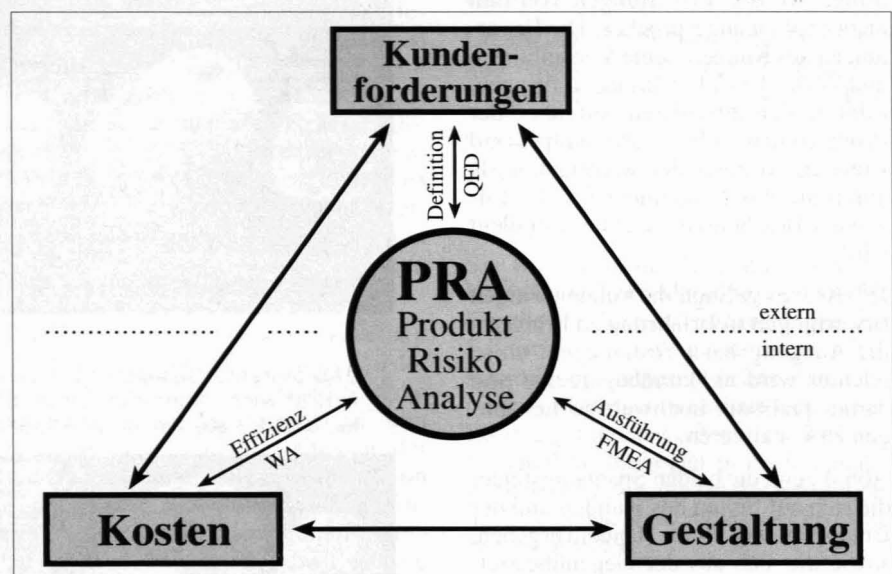 Kunden-
forderungen
Definition
QFD
PRA
Produkt
Risiko
Analyse
extern
intern
Effizienz
WA
Ausführung
FMEA
Kosten
Gestaltung